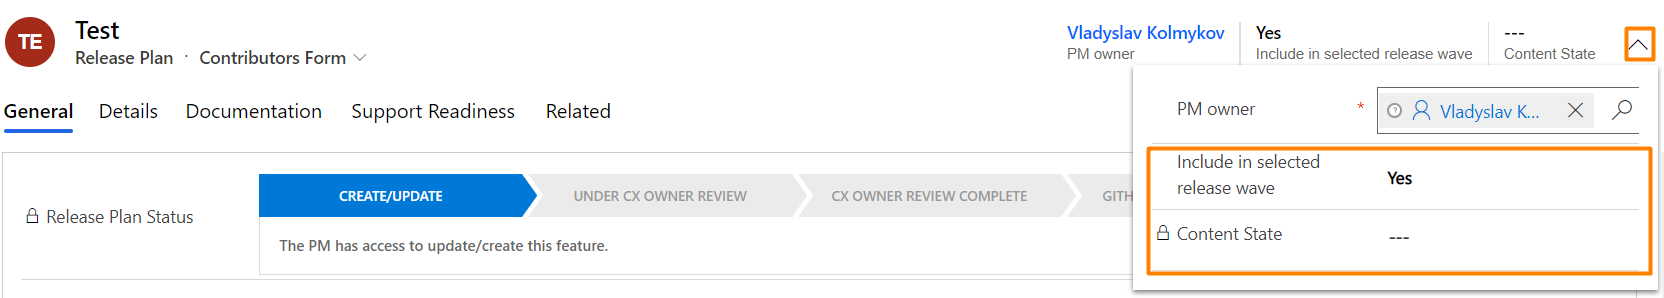 TE
Test
Release Plan · Contributors Form
Vladyslav Kolmykov
PM owner
Yes
Include in selected release wave
---
Content State
General Details Documentation Support Readiness Related
PM owner * Vladyslav K...
Include in selected
release wave
Yes
Content State ---
Release Plan Status
CREATE/UPDATE UNDER CX OWNER REVIEW CX OWNER REVIEW COMPLETE GITH
The PM has access to update/create this feature.